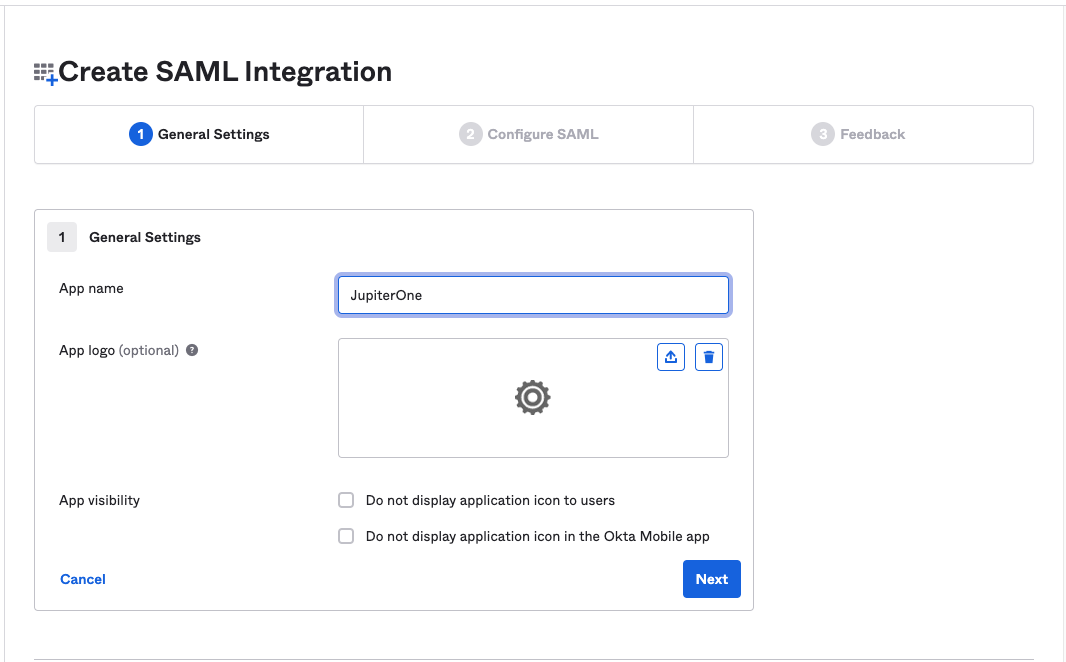 Create SAML Integration
1 General Settings
2 Configure SAML
3 Feedback
1 General Settings
App name
JupiterOne
App logo (optional) ?
App visibility
Do not display application icon to users
Do not display application icon in the Okta Mobile app
Cancel
Next